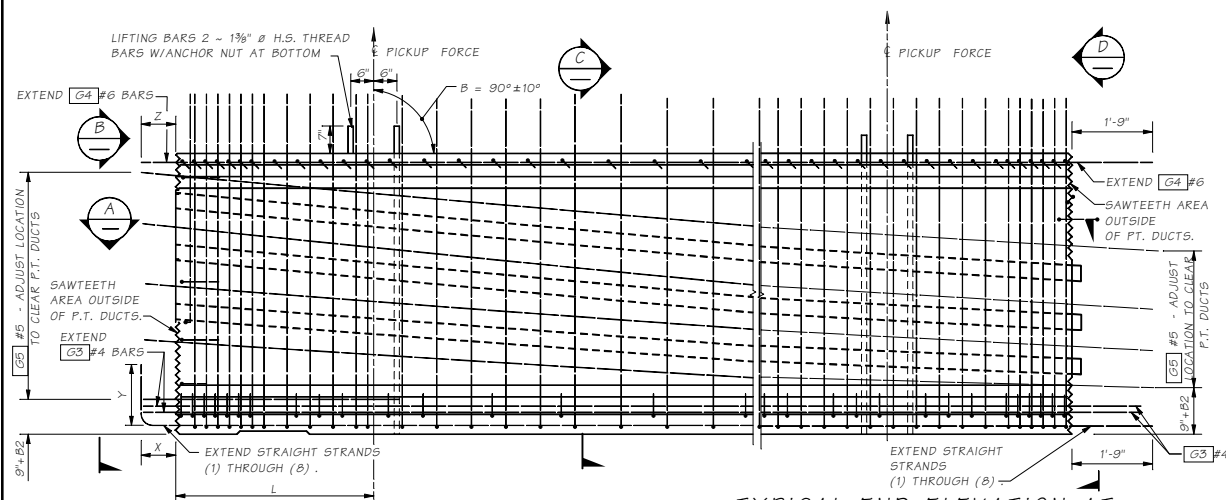 LIFTING BARS 2 ~ 1⅜" ø H.S. THREAD
BARS W/ANCHOR NUT AT BOTTOM
℄ PICKUP FORCE
℄ PICKUP FORCE
C
D
6"
6"
B = 90°±10°
EXTEND G4 #6 BARS
Z
B
7"
1'-9"
EXTEND G4 #6
SAWTEETH AREA
OUTSIDE
OF PT. DUCTS.
A
G5 #5 - ADJUST LOCATION
TO CLEAR P.T. DUCTS
SAWTEETH
AREA OUTSIDE
OF P.T. DUCTS.
EXTEND
G3 #4 BARS
G5 #5 - ADJUST
LOCATION TO CLEAR
P.T. DUCTS
Y
X
9"+B2
9"+B2
EXTEND STRAIGHT STRANDS
(1) THROUGH (8) .
EXTEND STRAIGHT
STRANDS
(1) THROUGH (8) .
1'-9"
G3 #4
L
TYPICAL END ELEVATION AT